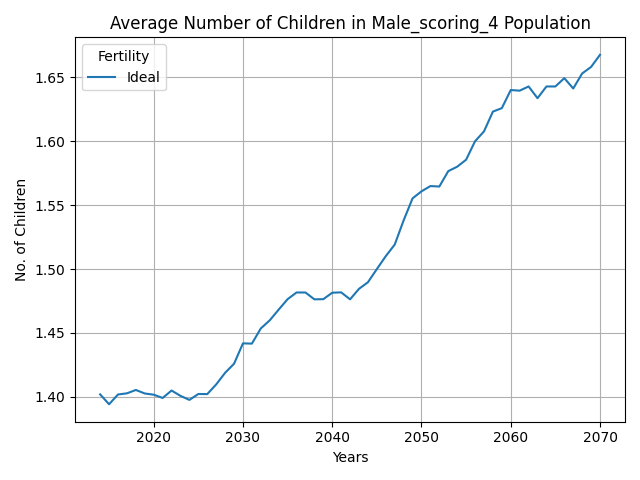 Average Number of Children in Male_scoring_4 Population
Fertility
Ideal
1.65
1.60
1.55
1.50
1.45
1.40
No. of Children
2020 2030 2040 2050 2060 2070
Years